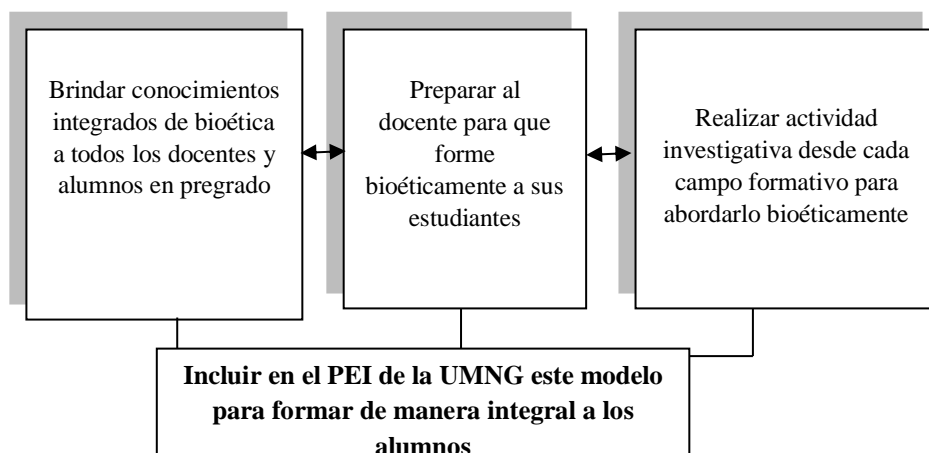 Brindar conocimientos
integrados de bioética
a todos los docentes y
alumnos en pregrado
Preparar al
docente para que
forme
bioéticamente a sus
estudiantes
Realizar actividad
investigativa desde cada
campo formativo para
abordarlo bioéticamente
Incluir en el PEI de la UMNG este modelo
para formar de manera integral a los
alumnos